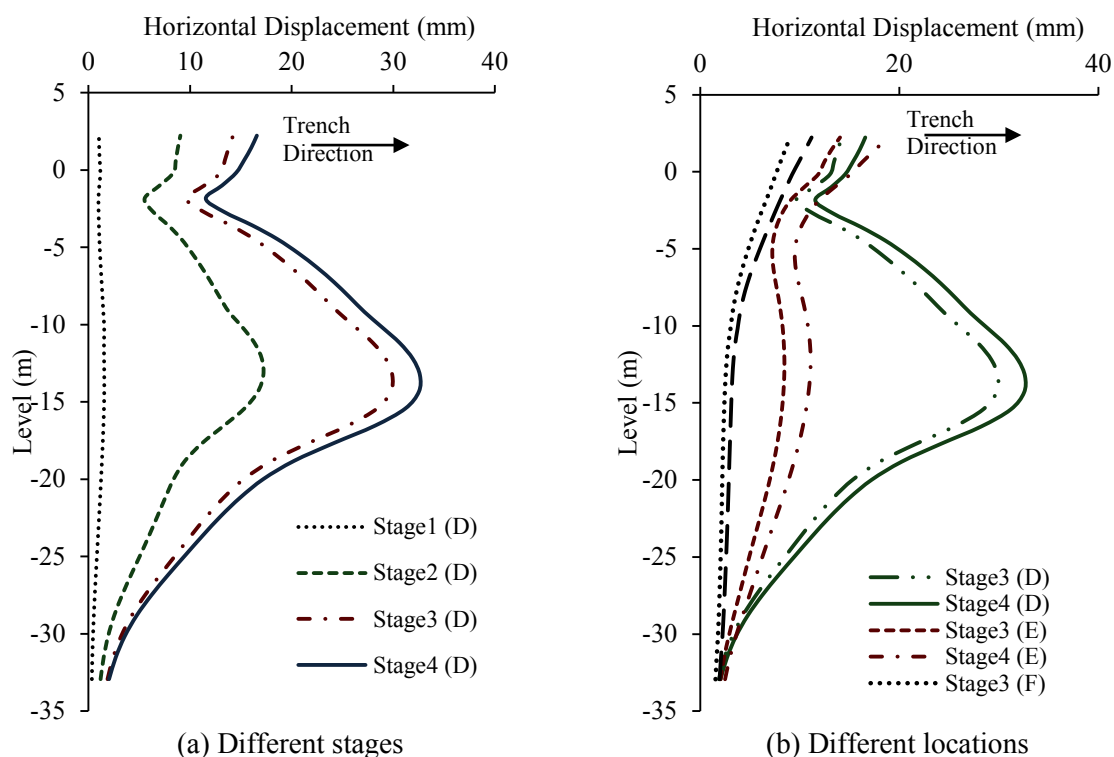 Horizontal Displacement (mm)
0 10 20 30 40
5
0
-5
-10
-15
-20
-25
-30
-35
Level (m)
Trench
Direction
Stage1 (D)
Stage2 (D)
Stage3 (D)
Stage4 (D)
(a) Different stages
Horizontal Displacement (mm)
0 20 40
5
0
-5
-10
-15
-20
-25
-30
-35
Level (m)
Trench
Direction
Stage3 (D)
Stage4 (D)
Stage3 (E)
Stage4 (E)
Stage3 (F)
(b) Different locations